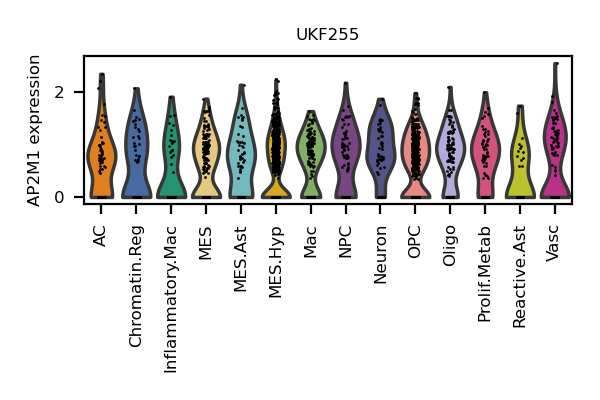 UKF255
AP2M1 expression
2
0
AC
Chromatin.Reg
Inflammatory.Mac
MES
MES.Ast
MES.Hyp
Mac
NPC
Neuron
OPC
Oligo
Prolif.Metab
Reactive.Ast
Vasc